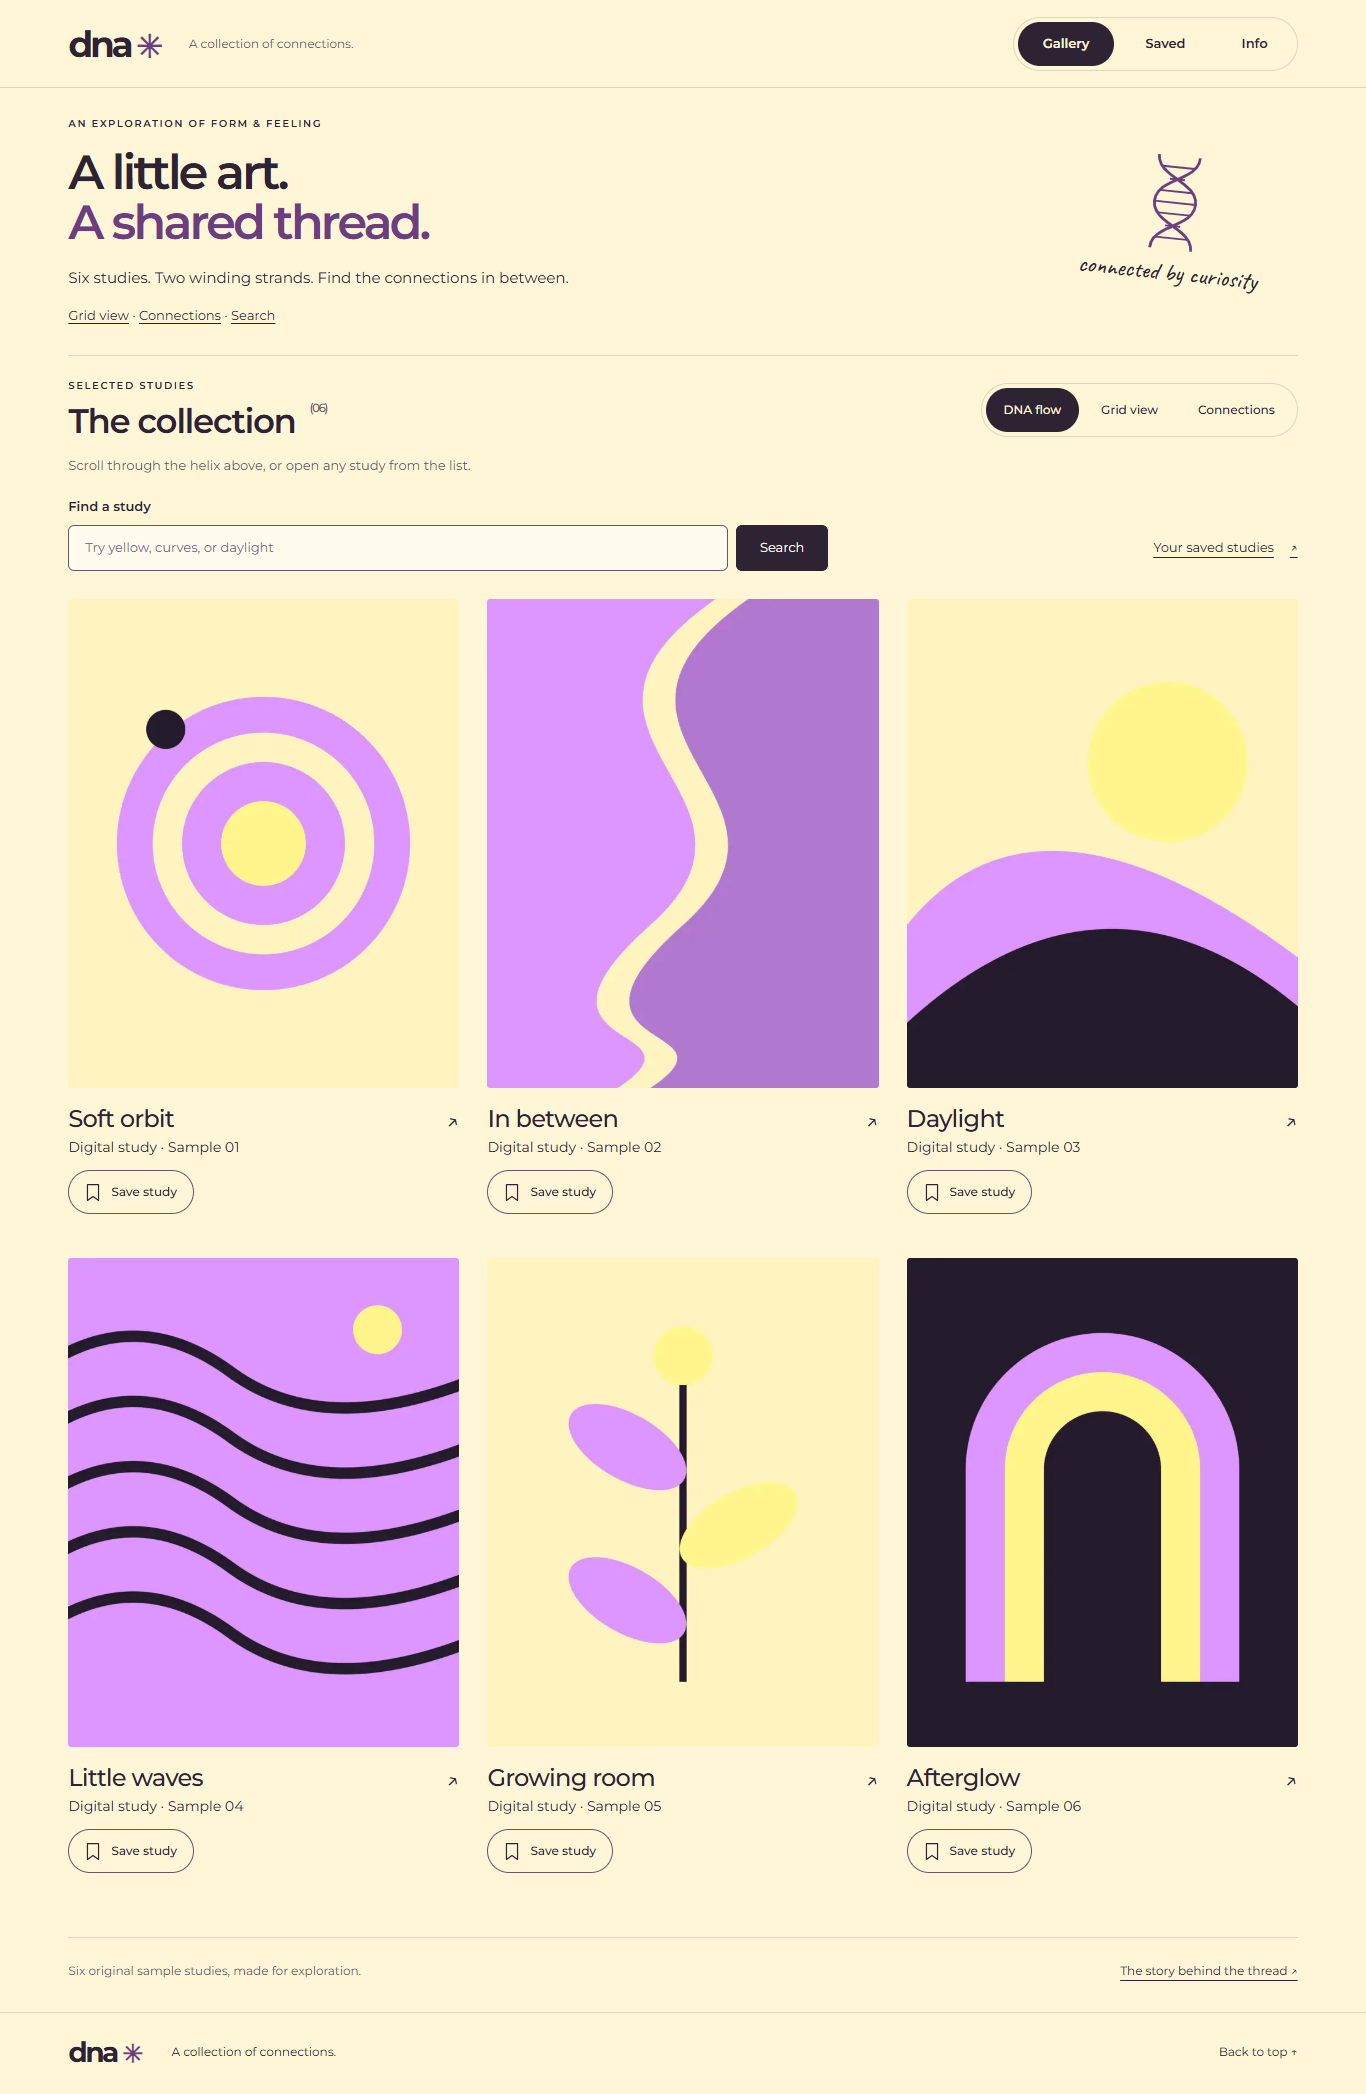 dna
A collection of connections.
Gallery
Saved
Info
AN EXPLORATION OF FORM & FEELING
A little art.
A shared thread.
Six studies. Two winding strands. Find the connections in between.
Grid view · Connections · Search
connected by curiosity
SELECTED STUDIES
The collection (06)
DNA flow
Grid view
Connections
Scroll through the helix above, or open any study from the list.
Find a study
Try yellow, curves, or daylight
Search
Your saved studies ↗
Soft orbit ↗
Digital study · Sample 01
Save study
In between ↗
Digital study · Sample 02
Save study
Daylight ↗
Digital study · Sample 03
Save study
Little waves ↗
Digital study · Sample 04
Save study
Growing room ↗
Digital study · Sample 05
Save study
Afterglow ↗
Digital study · Sample 06
Save study
Six original sample studies, made for exploration.
The story behind the thread ↗
dna
A collection of connections.
Back to top ↑